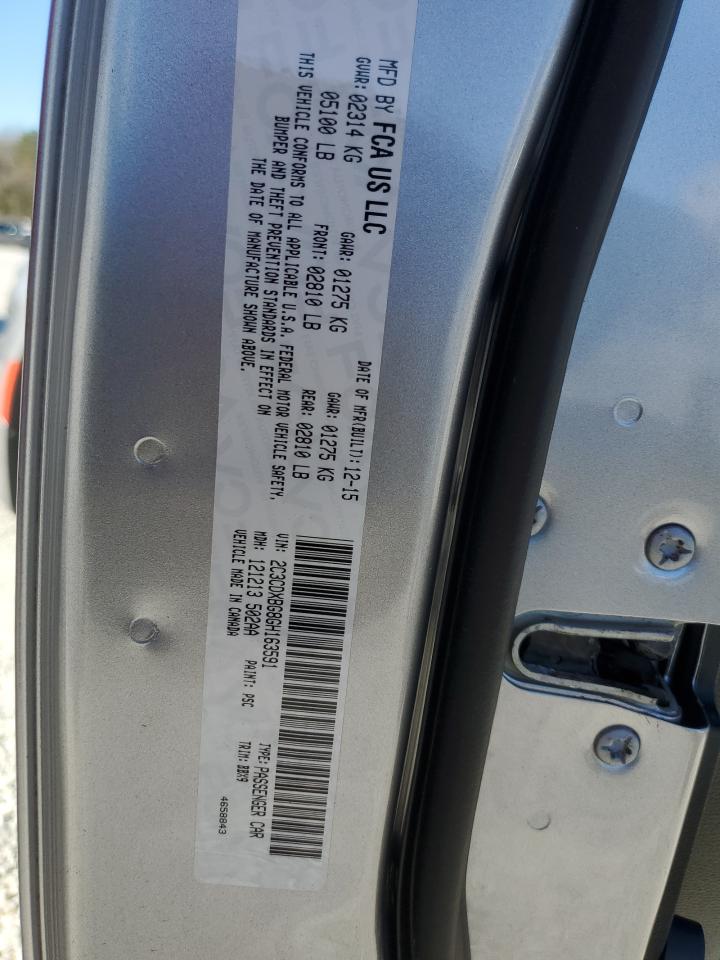 MFD BY FCA US LLC
DATE OF MFR(BUILT): 12-15
GVWR: 02314 KG
GAWR: 01275 KG
GAWR: 01275 KG
05100 LB
FRONT: 02810 LB
REAR: 02810 LB
THIS VEHICLE CONFORMS TO ALL APPLICABLE U.S.A. FEDERAL MOTOR VEHICLE SAFETY,
BUMPER AND THEFT PREVENTION STANDARDS IN EFFECT ON
THE DATE OF MANUFACTURE SHOWN ABOVE.
VIN: 2C3CDXBG8GH163591
TYPE: PASSENGER CAR
MDH: 121213 502AA
PAINT: PSC
TRIM: BBX9
VEHICLE MADE IN CANADA
4658843